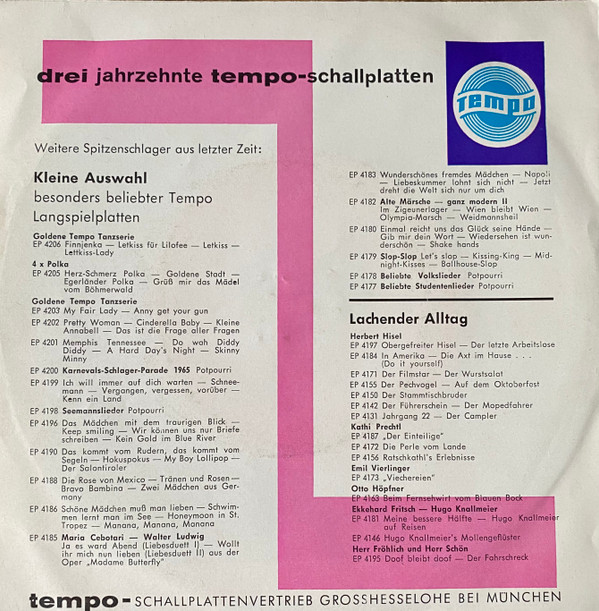 drei jahrzehnte tempo-schallplatten
Tempo
Weitere Spitzenschlager aus letzter Zeit:
Kleine Auswahl
besonders beliebter Tempo
Langspielplatten
Goldene Tempo Tanzserie
EP 4206 Finnjenka — Letkiss für Lilofee — Letkiss —
Lettkiss-Lady
4 x Polka
EP 4205 Herz-Schmerz Polka — Goldene Stadt —
Egerländer Polka — Grüß mir das Mädel
vom Böhmerwald
Goldene Tempo Tanzserie
EP 4203 My Fair Lady — Anny get your gun
EP 4202 Pretty Woman — Cinderella Baby — Kleine
Annabell — Das ist die Frage aller Fragen
EP 4201 Memphis Tennessee — Do wah Diddy
Diddy — A Hard Day's Night — Skinny
Minny
EP 4200 Karnevals-Schlager-Parade 1965 Potpourri
EP 4199 Ich will immer auf dich warten — Schnee-
mann — Vergangen, vergessen, vorüber —
Kenn ein Land
EP 4198 Seemannslieder Potpourri
EP 4196 Das Mädchen mit dem traurigen Blick —
Keep smiling — Wir können uns nur Briefe
schreiben — Kein Gold im Blue River
EP 4190 Das kommt vom Rudern, das kommt vom
Segeln — Hokuspokus — My Boy Lollipop —
Der Salontiroler
EP 4188 Die Rose von Mexico — Tränen und Rosen —
Bravo Bambina — Zwei Mädchen aus Ger-
many
EP 4186 Schöne Mädchen muß man lieben — Schwim-
men lernt man im See — Honeymoon in St.
Tropez — Manana, Manana, Manana
EP 4185 Maria Cebotari — Walter Ludwig
Ja es ward Abend (Liebesduett I) — Wollt
ihr mich nun lieben (Liebesduett II) aus der
Oper „Madame Butterfly"
EP 4183 Wunderschönes fremdes Mädchen — Napoli
— Liebeskummer lohnt sich nicht — Jetzt
dreht die Welt sich nur um dich
EP 4182 Alte Märsche — ganz modern II
Im Zigeunerlager — Wien bleibt Wien —
Olympia-Marsch — Weidmannsheil
EP 4180 Einmal reicht uns das Glück seine Hände —
Gib mir dein Wort — Wiedersehen ist wun-
derschön — Shake hands
EP 4179 Slop-Slop Let's slop — Kissing-King — Mid-
night-Kisses — Ballhouse-Slop
EP 4178 Beliebte Volkslieder Potpourri
EP 4177 Beliebte Studentenlieder Potpourri
Lachender Alltag
Herbert Hisel
EP 4197 Obergefreiter Hisel — Der letzte Arbeitslose
EP 4184 In Amerika — Die Axt im Hause . . .
(Do it yourself)
EP 4171 Der Filmstar — Der Wurstsalat
EP 4155 Der Pechvogel — Auf dem Oktoberfest
EP 4150 Der Stammtischbruder
EP 4142 Der Führerschein — Der Mopedfahrer
EP 4131 Jahrgang 22 — Der Campler
Kathi Prechtl
EP 4187 „Der Einteilige"
EP 4172 Die Perle vom Lande
EP 4156 Ratschkathl's Erlebnisse
Emil Vierlinger
EP 4173 „Viechereien"
Otto Höpfner
EP 4163 Beim Fernsehwirt vom Blauen Bock
Ekkehard Fritsch — Hugo Knallmeier
EP 4181 Meine bessere Hälfte — Hugo Knallmeier
auf Reisen
EP 4146 Hugo Knallmeier's Mollengeflüster
Herr Fröhlich und Herr Schön
EP 4195 Doof bleibt doof — Der Fahrschreck
tempo-SCHALLPLATTENVERTRIEB GROSSHESSELOHE BEI MÜNCHEN